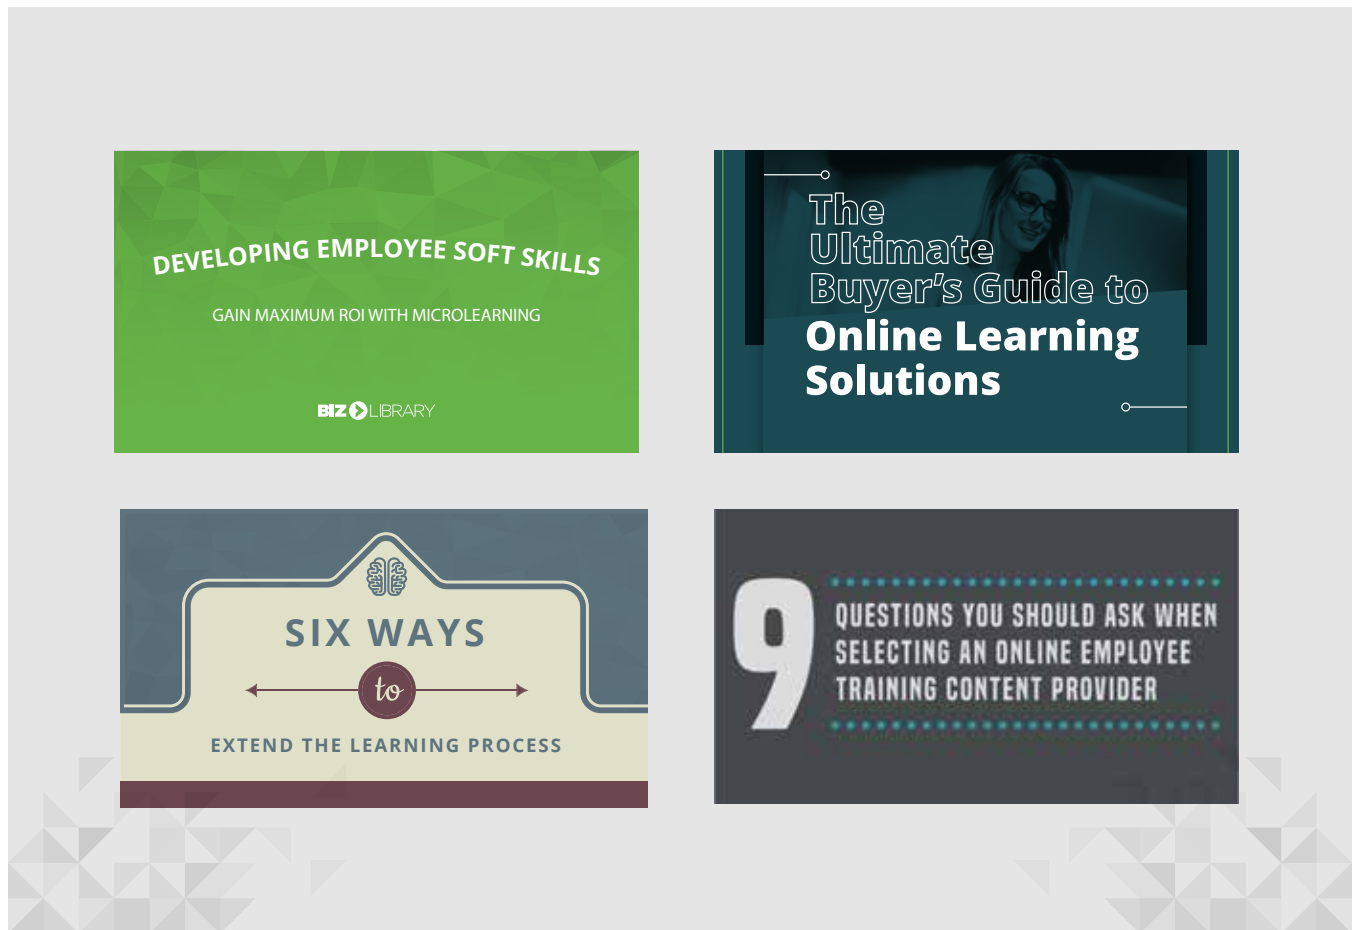 DEVELOPING EMPLOYEE SOFT SKILLS
GAIN MAXIMUM ROI WITH MICROLEARNING
BIZ LIBRARY
The
Ultimate
Buyer's Guide to
Online Learning
Solutions
SIX WAYS
to
EXTEND THE LEARNING PROCESS
9
QUESTIONS YOU SHOULD ASK WHEN
SELECTING AN ONLINE EMPLOYEE
TRAINING CONTENT PROVIDER